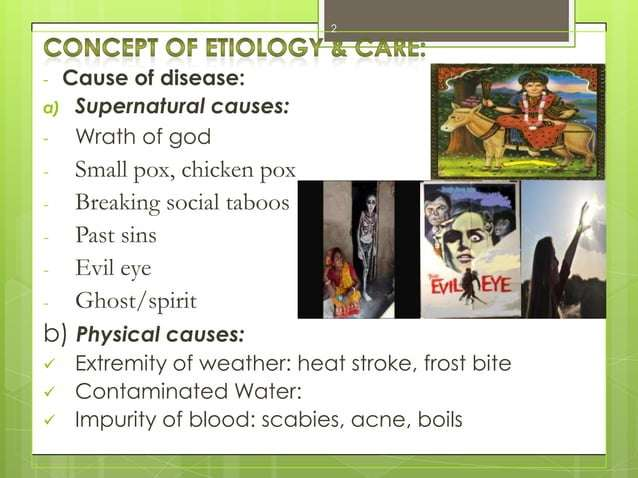 2
CONCEPT OF ETIOLOGY & CARE:
- Cause of disease:
a) Supernatural causes:
- Wrath of god
- Small pox, chicken pox
- Breaking social taboos
- Past sins
- Evil eye
- Ghost/spirit
THE
EVIL EYE
b) Physical causes:
✓ Extremity of weather: heat stroke, frost bite
✓ Contaminated Water:
✓ Impurity of blood: scabies, acne, boils